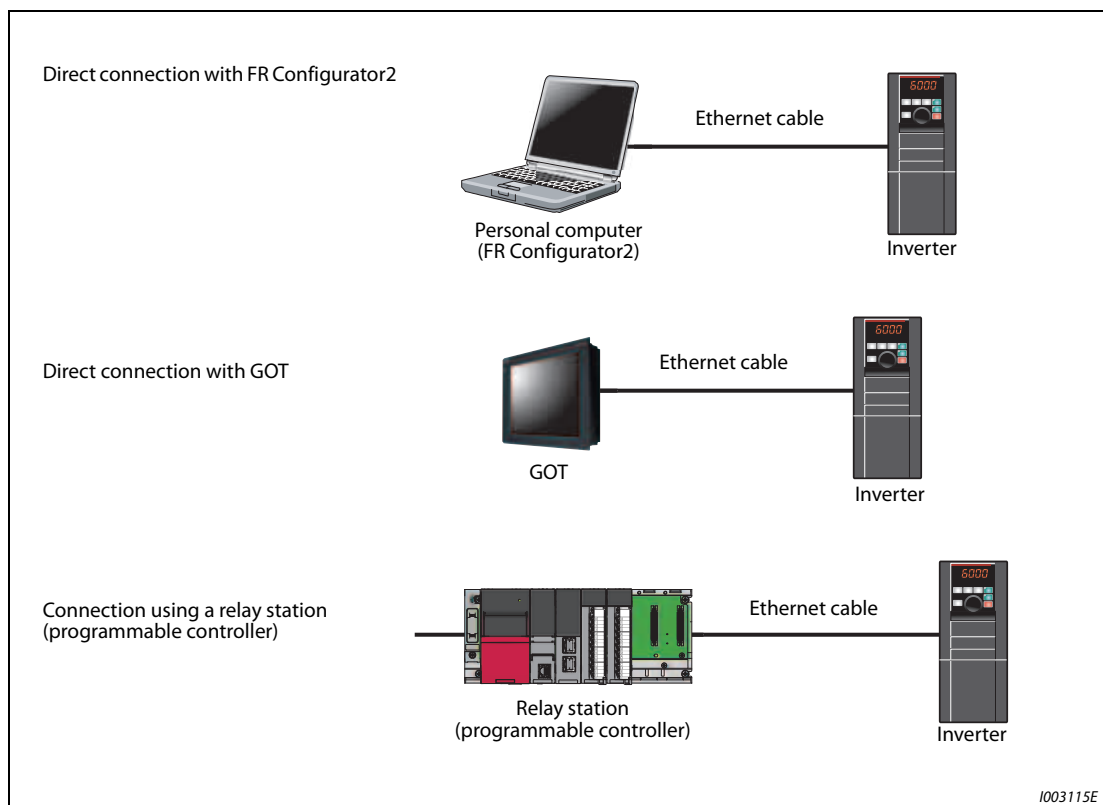 Direct connection with FR Configurator2
6000
Ethernet cable
Personal computer
(FR Configurator2)
Inverter
Direct connection with GOT
6000
Ethernet cable
GOT
Inverter
Connection using a relay station
(programmable controller)
6000
Ethernet cable
Relay station
(programmable controller)
Inverter
I003115E